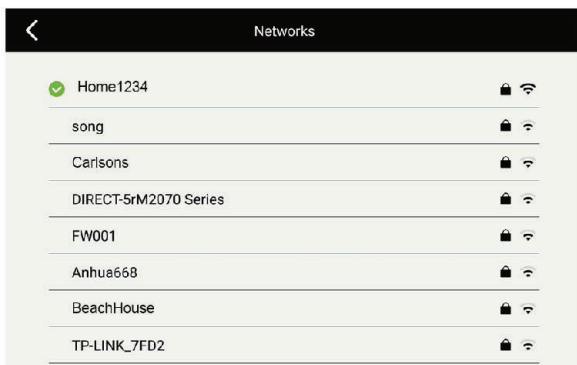 Networks
Home1234
song
Carlsons
DIRECT-5rM2070 Series
FW001
Anhua668
BeachHouse
TP-LINK_7FD2